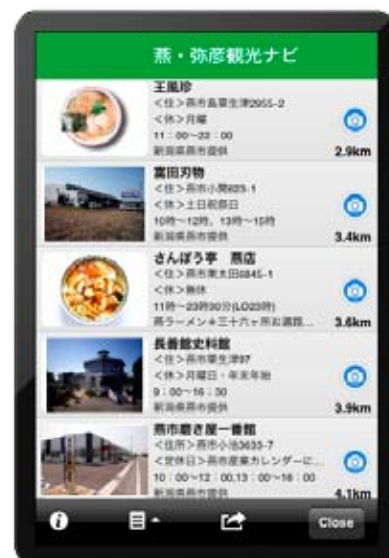 燕・弥彦観光ナビ
王風珍
<住>燕市粟生津2955-2
<休>月曜
11:00~22:00
新潟県燕市提供
2.9km
富田刃物
<住>燕市小関825-1
<休>土日祝祭日
10時~12時、13時~15時
新潟県燕市提供
3.4km
さんぽう亭 燕店
<住>燕市東太田6845-1
<休>無休
11時~23時30分(LO23時)
燕ラーメン+三十六ヶ所お遍路...
3.6km
長善館史料館
<住>燕市粟生津97
<休>月曜日・年末年始
9:00~16:30
新潟県燕市提供
3.9km
燕市磨き屋一番館
<住所>燕市小池3633-7
<定休日>燕市産業カレンダーに...
10:00~12:00,13:00~16:00
新潟県燕市提供
4.1km
Close